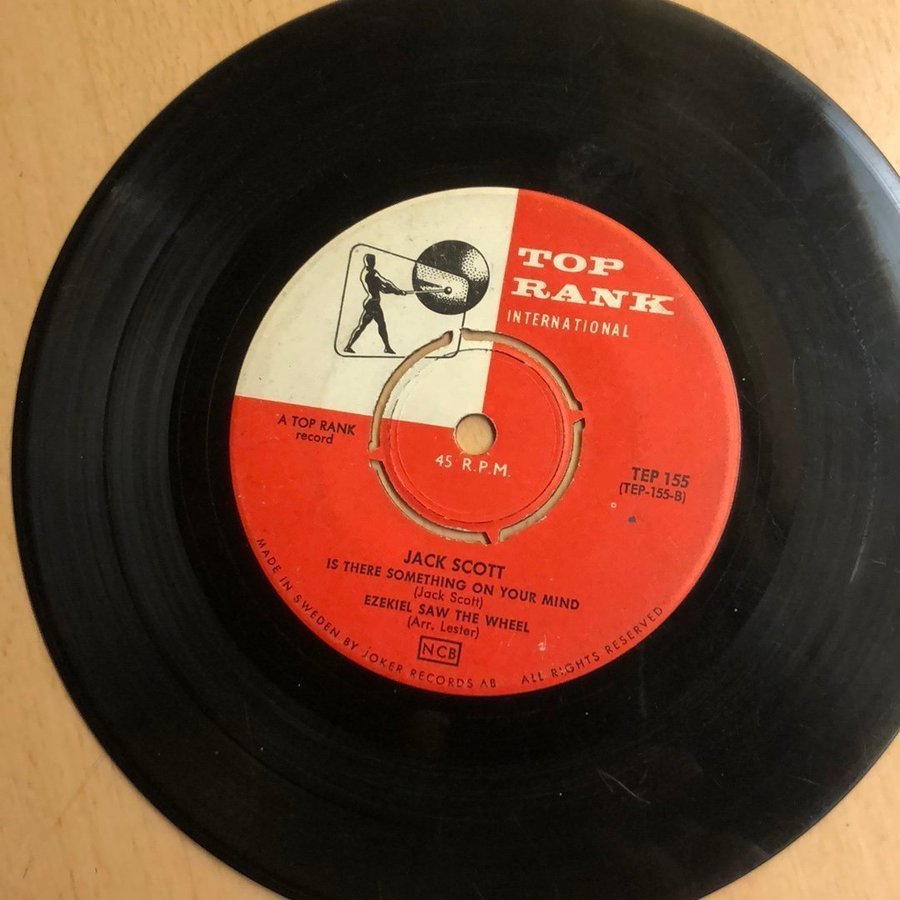 TOP
RANK
INTERNATIONAL
A TOP RANK
record
45 R.P.M.
TEP 155
(TEP-155-B)
JACK SCOTT
IS THERE SOMETHING ON YOUR MIND
(Jack Scott)
EZEKIEL SAW THE WHEEL
(Arr. Lester)
NCB
MADE IN SWEDEN BY JOKER RECORDS AB ALL RIGHTS RESERVED